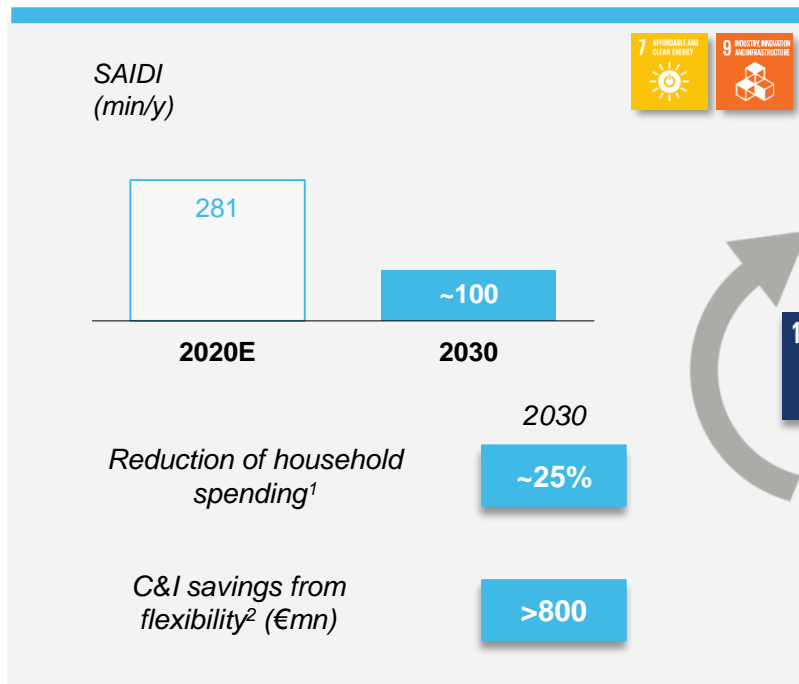 SAIDI
(min/y)
7 AFFORDABLE AND
CLEAN ENERGY
9 INDUSTRY, INNOVATION
AND INFRASTRUCTURE
281
~100
2020E
2030
1
2030
Reduction of household
spending¹
~25%
C&I savings from
flexibility² (€mn)
>800